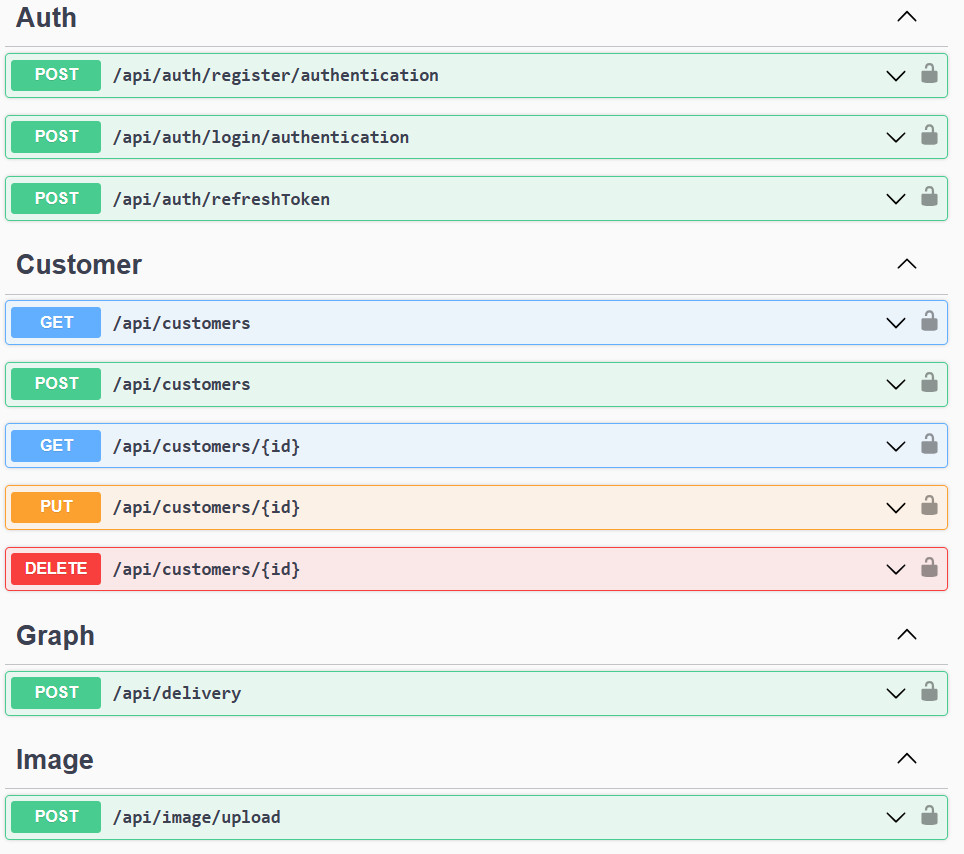 Auth
POST /api/auth/register/authentication
POST /api/auth/login/authentication
POST /api/auth/refreshToken
Customer
GET /api/customers
POST /api/customers
GET /api/customers/{id}
PUT /api/customers/{id}
DELETE /api/customers/{id}
Graph
POST /api/delivery
Image
POST /api/image/upload